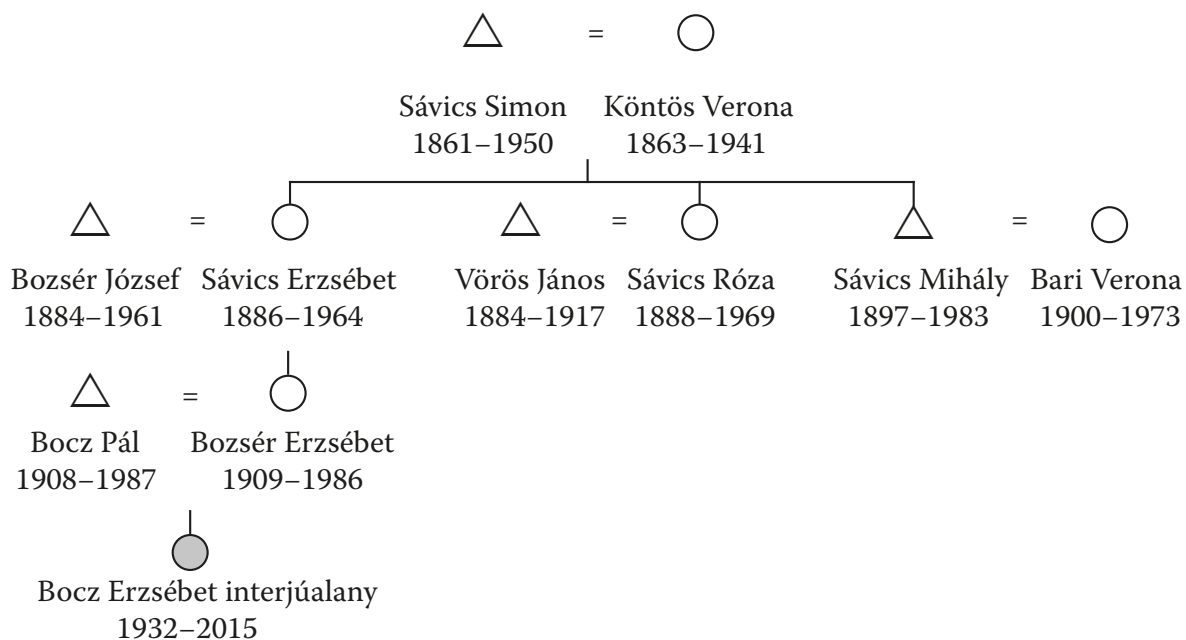 = 
Sávics Simon Köntös Verona
1861–1950 1863–1941
= = =
Bozsér József Sávics Erzsébet Vörös János Sávics Róza Sávics Mihály Bari Verona
1884–1961 1886–1964 1884–1917 1888–1969 1897–1983 1900–1973
=
Bocz Pál Bozsér Erzsébet
1908–1987 1909–1986
Bocz Erzsébet interjúalany
1932–2015